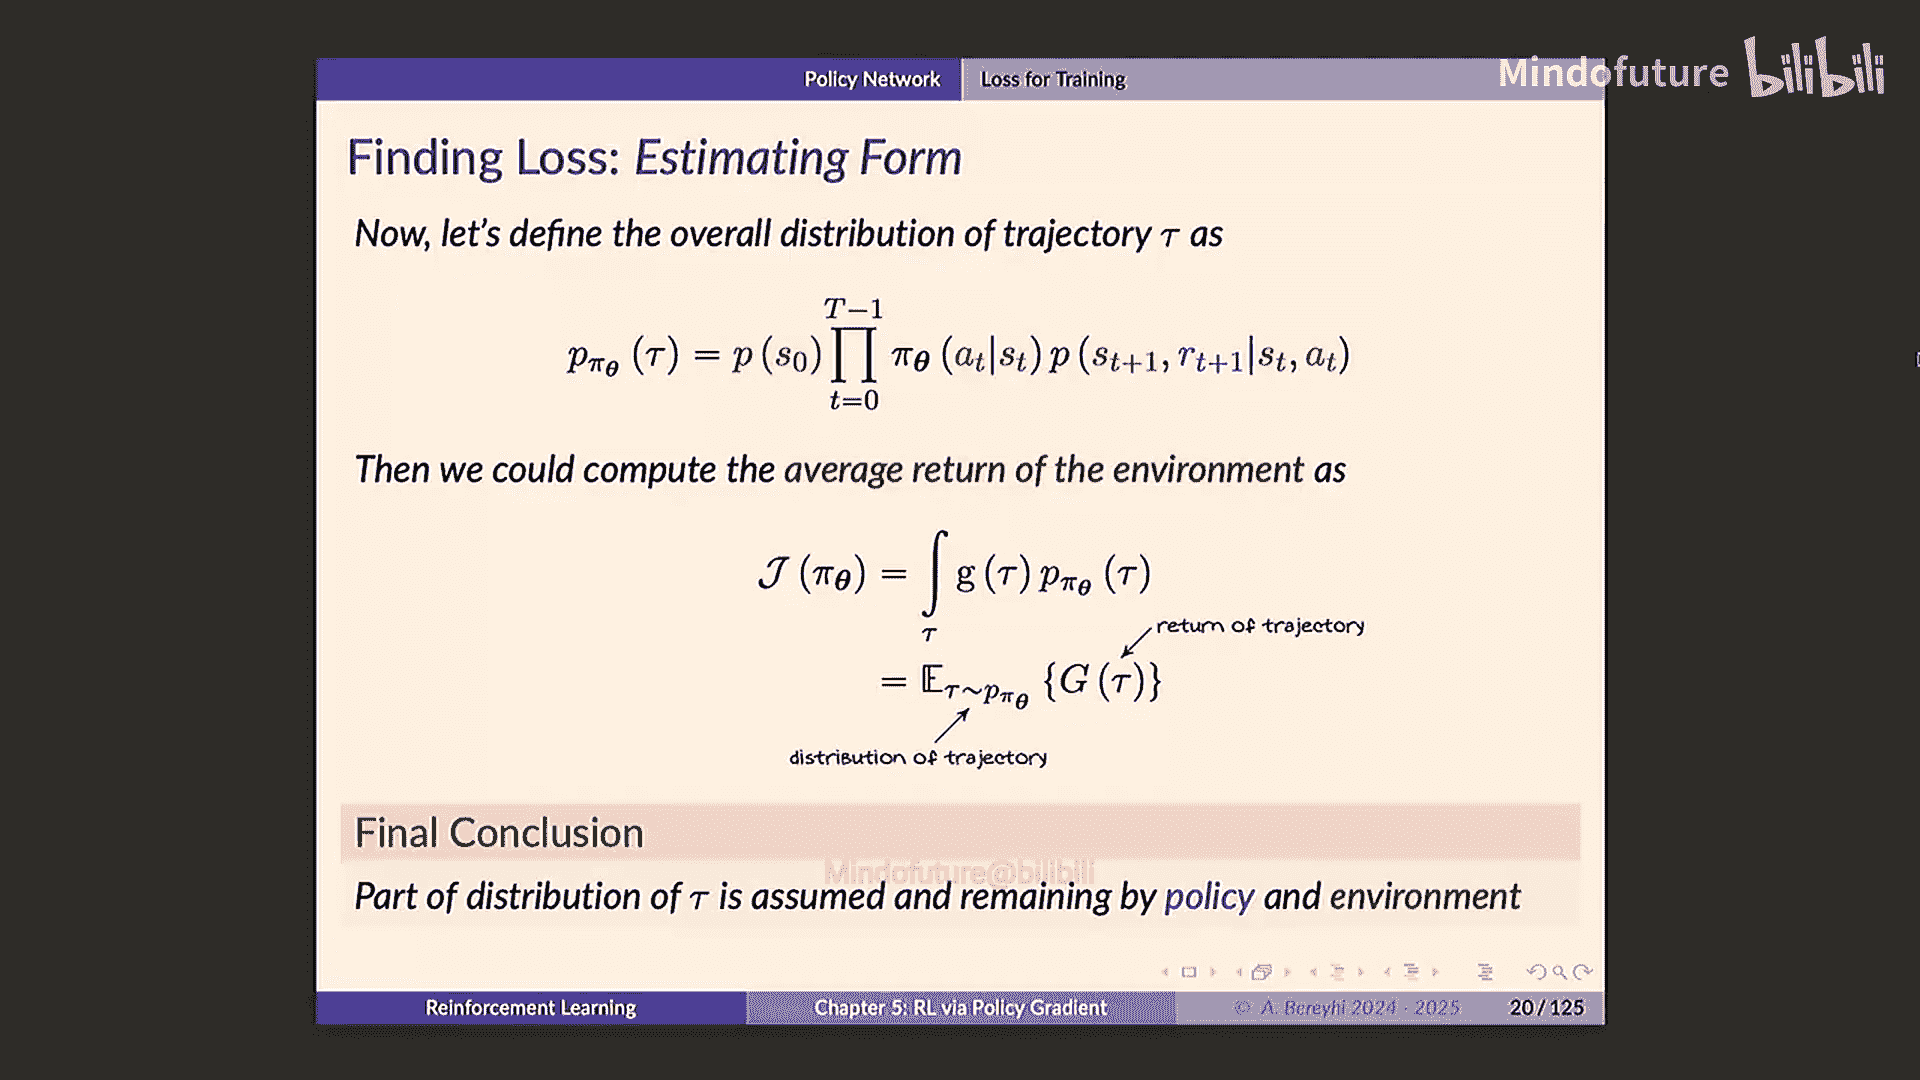 Mindofuture bilibili
Policy Network Loss for Training
Finding Loss: Estimating Form
Now, let's define the overall distribution of trajectory τ as
p_{π_θ} (τ) = p (s_0) ∏_{t=0}^{T−1} π_θ (a_t|s_t) p (s_{t+1}, r_{t+1}|s_t, a_t)
Then we could compute the average return of the environment as
𝒥 (π_θ) = ∫_τ g (τ) p_{π_θ} (τ)
return of trajectory
= 𝔼_{τ∼p_{π_θ}} {G (τ)}
distribution of trajectory
Final Conclusion
Mindofuture@bilibili
Part of distribution of τ is assumed and remaining by policy and environment
Reinforcement Learning Chapter 5: RL via Policy Gradient © A. Bereyhi 2024 - 2025 20 / 125